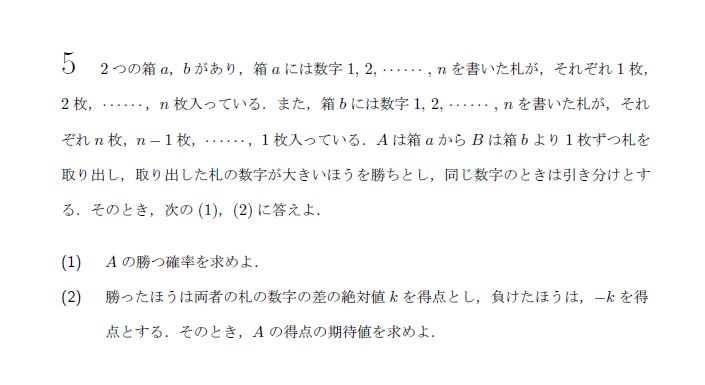 5 2 つの箱 a，b があり，箱 a には数字 1, 2, ⋯⋯ , n を書いた札が，それぞれ 1 枚，
2 枚，⋯⋯，n 枚入っている．また，箱 b には数字 1, 2, ⋯⋯ , n を書いた札が，それ
ぞれ n 枚，n − 1 枚，⋯⋯，1 枚入っている．A は箱 a から B は箱 b より 1 枚ずつ札を
取り出し，取り出した札の数字が大きいほうを勝ちとし，同じ数字のときは引き分けとす
る．そのとき，次の (1)，(2) に答えよ．
(1) A の勝つ確率を求めよ．
(2) 勝ったほうは両者の札の数字の差の絶対値 k を得点とし，負けたほうは，−k を得
点とする．そのとき，A の得点の期待値を求めよ．